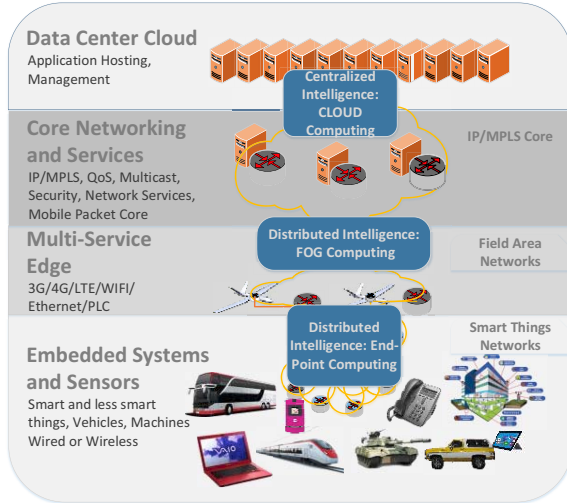 Data Center Cloud
Application Hosting,
Management
Centralized
Intelligence:
CLOUD
Computing
Core Networking
and Services
IP/MPLS, QoS, Multicast,
Security, Network Services,
Mobile Packet Core
IP/MPLS Core
Multi-Service
Edge
3G/4G/LTE/WIFI/
Ethernet/PLC
Distributed Intelligence:
FOG Computing
Field Area
Networks
Distributed
Intelligence: End-
Point Computing
Smart Things
Networks
Embedded Systems
and Sensors
Smart and less smart
things, Vehicles, Machines
Wired or Wireless
VAIO